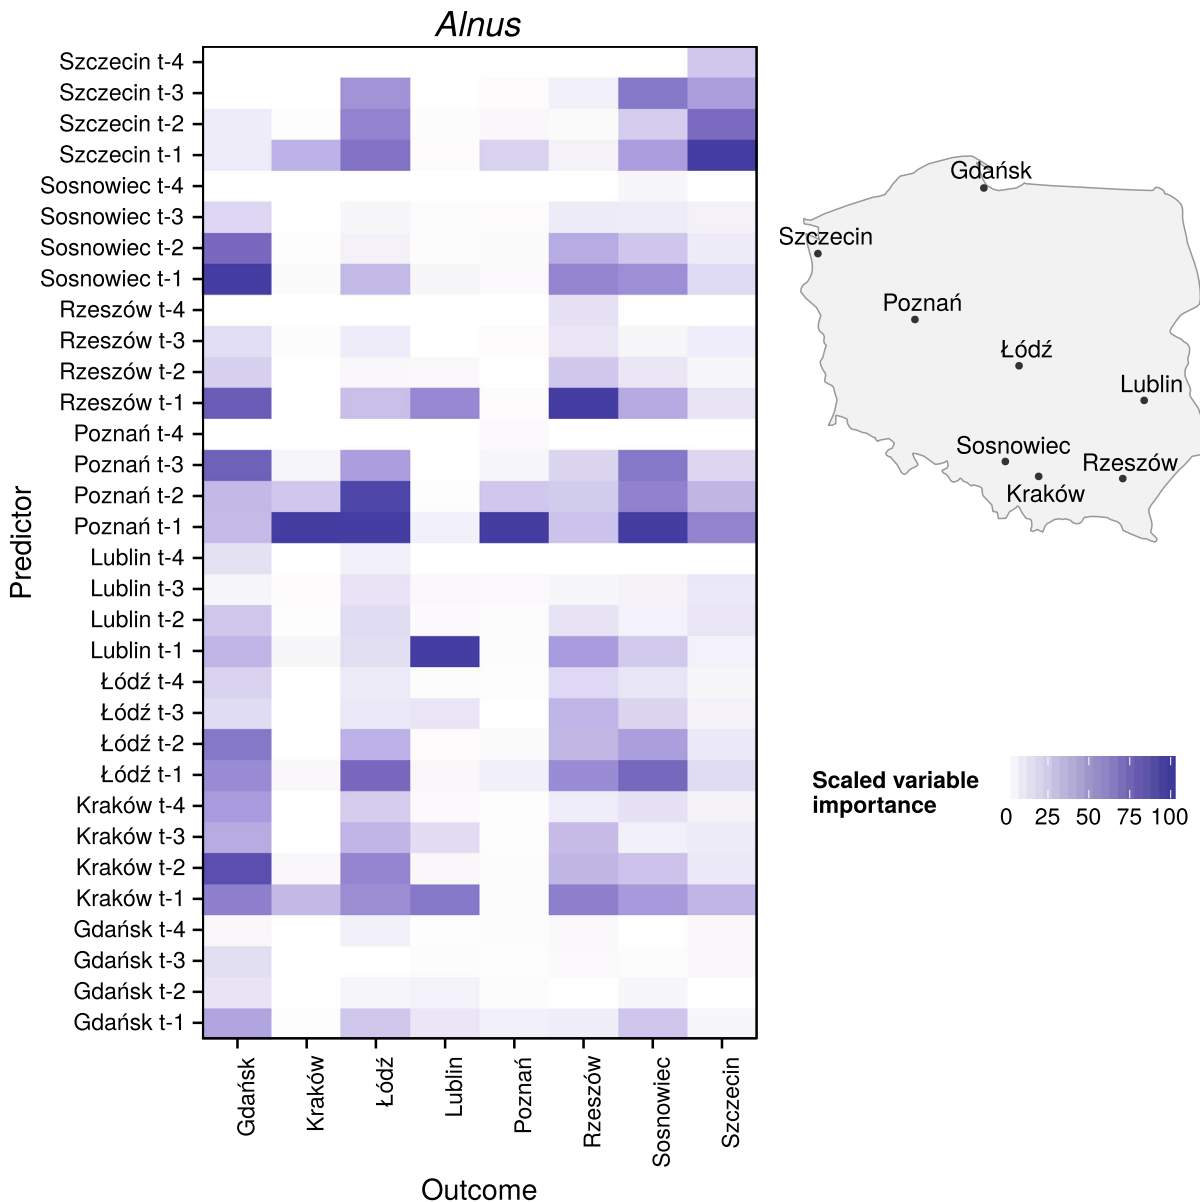 Alnus
Szczecin t-4
Szczecin t-3
Szczecin t-2
Szczecin t-1
Sosnowiec t-4
Sosnowiec t-3
Sosnowiec t-2
Sosnowiec t-1
Rzeszów t-4
Rzeszów t-3
Rzeszów t-2
Rzeszów t-1
Poznań t-4
Poznań t-3
Poznań t-2
Poznań t-1
Lublin t-4
Lublin t-3
Lublin t-2
Lublin t-1
Łódź t-4
Łódź t-3
Łódź t-2
Łódź t-1
Kraków t-4
Kraków t-3
Kraków t-2
Kraków t-1
Gdańsk t-4
Gdańsk t-3
Gdańsk t-2
Gdańsk t-1
Predictor
Gdańsk
Kraków
Łódź
Lublin
Poznań
Rzeszów
Sosnowiec
Szczecin
Outcome
Gdańsk
Szczecin
Poznań
Łódź
Lublin
Sosnowiec
Rzeszów
Kraków
Scaled variable
importance
0 25 50 75 100